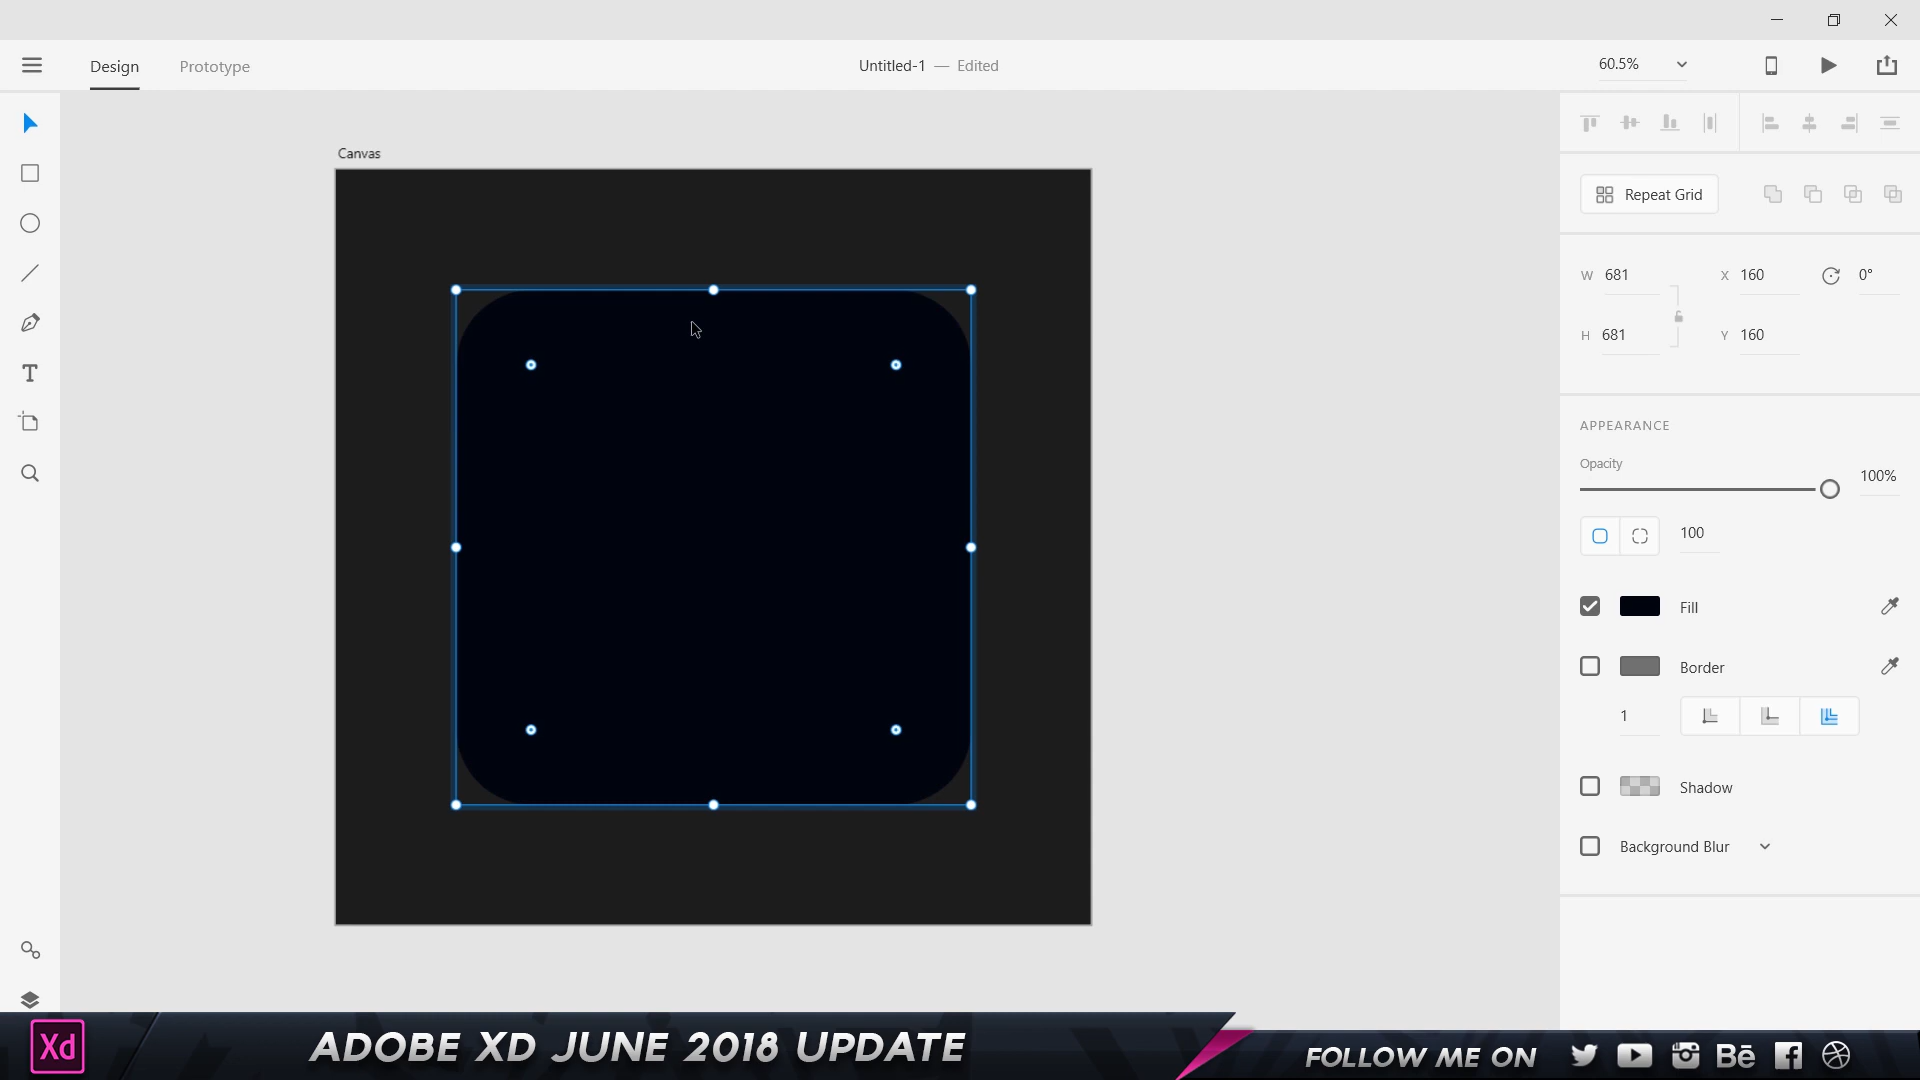 Design
Prototype
Untitled-1 — Edited
60.5%
Canvas
Repeat Grid
W 681
X 160
0°
H 681
Y 160
APPEARANCE
Opacity
100%
100
Fill
Border
1
Shadow
Background Blur
Xd
ADOBE XD JUNE 2018 UPDATE
FOLLOW ME ON
Bē